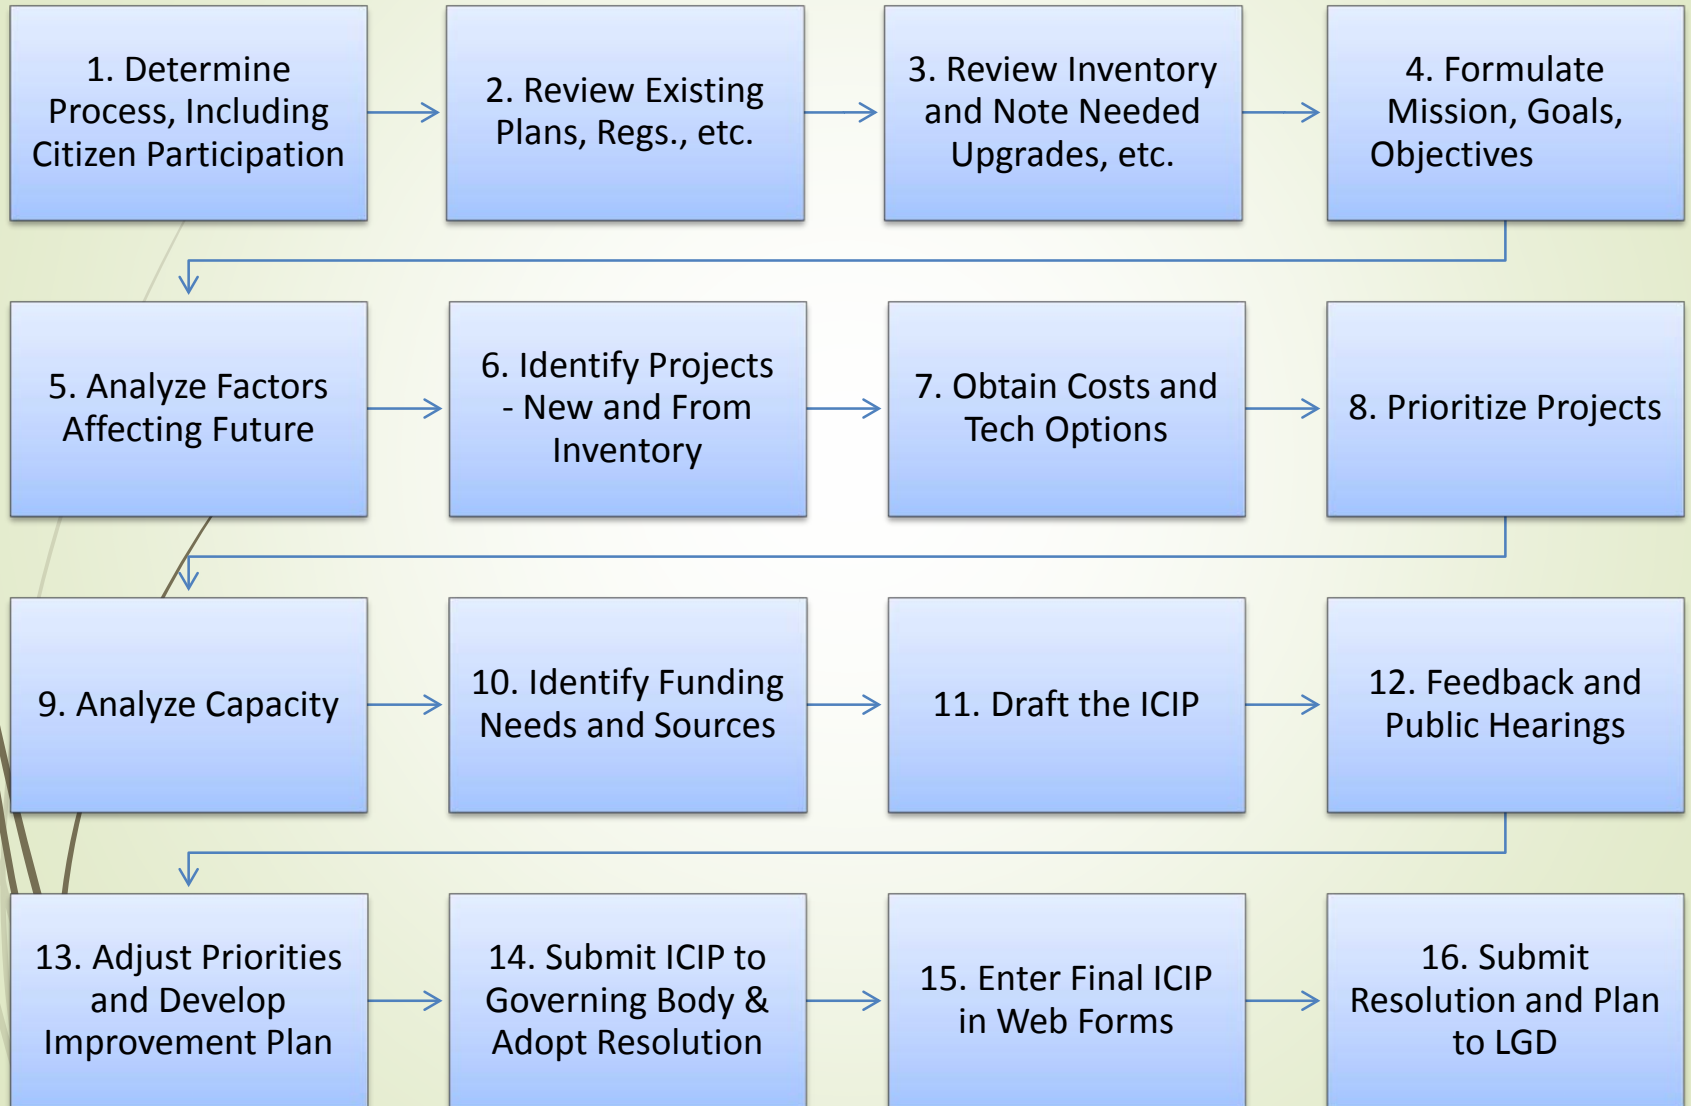 1. Determine
Process, Including
Citizen Participation
2. Review Existing
Plans, Regs., etc.
3. Review Inventory
and Note Needed
Upgrades, etc.
4. Formulate
Mission, Goals,
Objectives
5. Analyze Factors
Affecting Future
6. Identify Projects
- New and From
Inventory
7. Obtain Costs and
Tech Options
8. Prioritize Projects
9. Analyze Capacity
10. Identify Funding
Needs and Sources
11. Draft the ICIP
12. Feedback and
Public Hearings
13. Adjust Priorities
and Develop
Improvement Plan
14. Submit ICIP to
Governing Body &
Adopt Resolution
15. Enter Final ICIP
in Web Forms
16. Submit
Resolution and Plan
to LGD